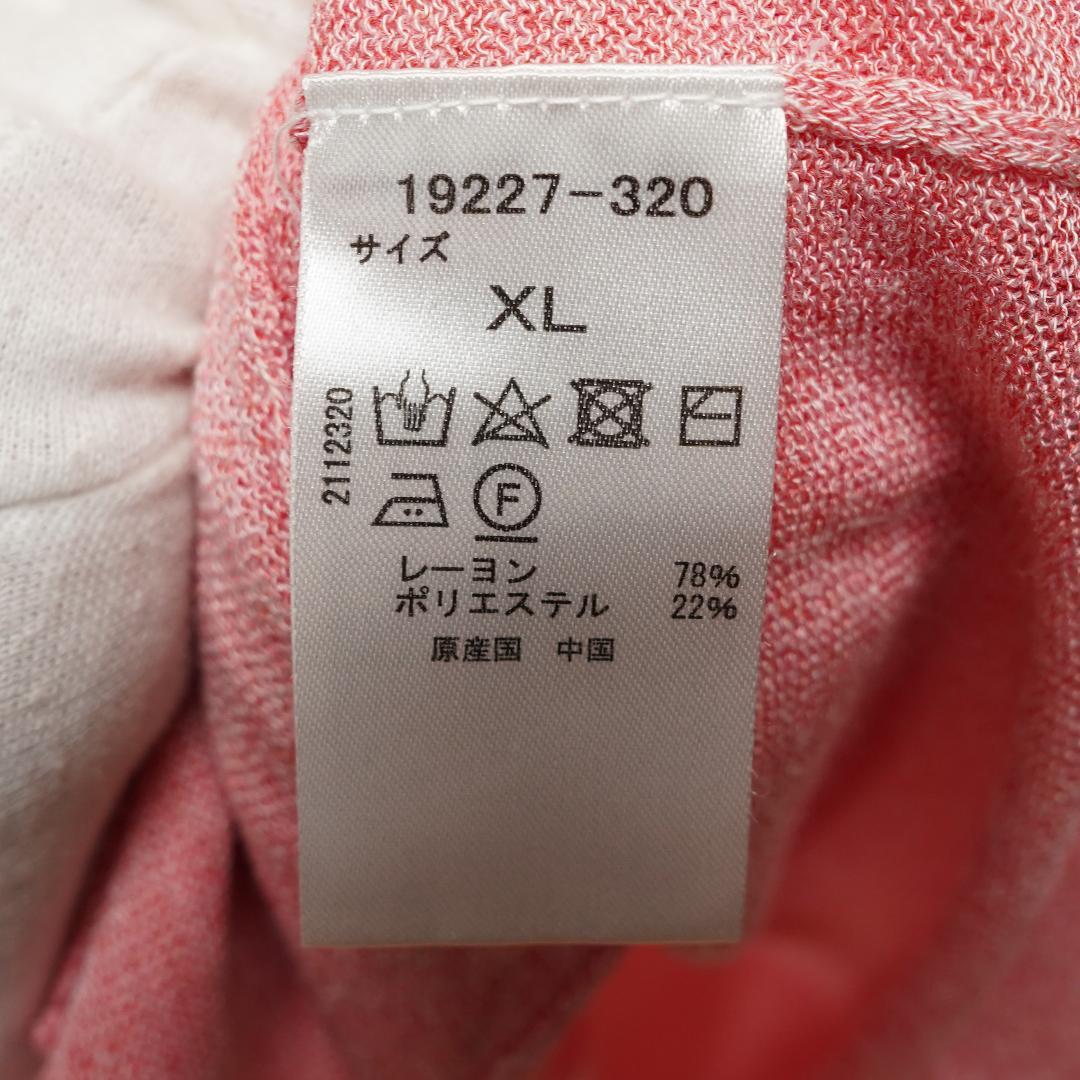 19227-320
サイズ
XL
2112320
F
レーヨン 78%
ポリエステル 22%
原産国 中国